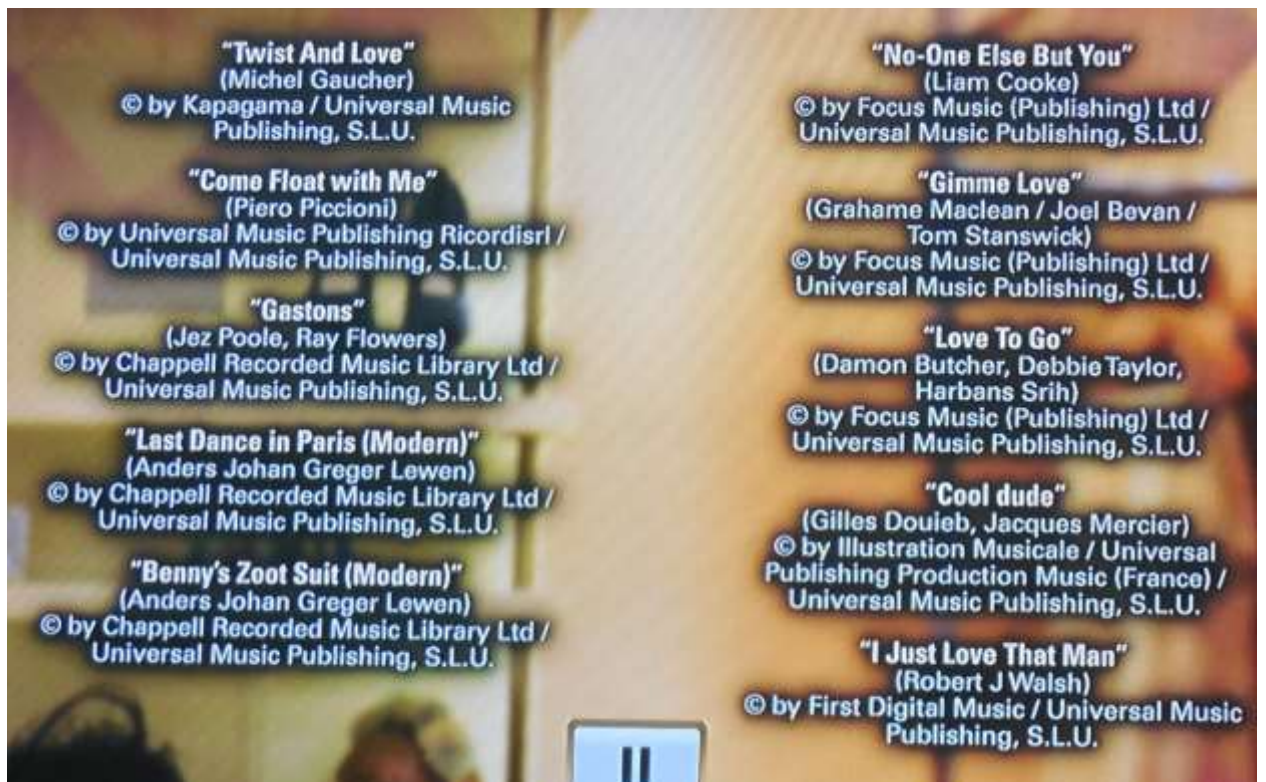 "Twist And Love"
(Michel Gaucher)
© by Kapagama / Universal Music
Publishing, S.L.U.
"Come Float with Me"
(Piero Piccioni)
© by Universal Music Publishing Ricordisrl /
Universal Music Publishing, S.L.U.
"Gastons"
(Jez Poole, Ray Flowers)
© by Chappell Recorded Music Library Ltd /
Universal Music Publishing, S.L.U.
"Last Dance in Paris (Modern)"
(Anders Johan Greger Lewen)
© by Chappell Recorded Music Library Ltd /
Universal Music Publishing, S.L.U.
"Benny's Zoot Suit (Modern)"
(Anders Johan Greger Lewen)
© by Chappell Recorded Music Library Ltd /
Universal Music Publishing, S.L.U.
"No-One Else But You"
(Liam Cooke)
© by Focus Music (Publishing) Ltd /
Universal Music Publishing, S.L.U.
"Gimme Love"
(Grahame Maclean / Joel Bevan /
Tom Stanswick)
© by Focus Music (Publishing) Ltd /
Universal Music Publishing, S.L.U.
"Love To Go"
(Damon Butcher, Debbie Taylor,
Harbans Srih)
© by Focus Music (Publishing) Ltd /
Universal Music Publishing, S.L.U.
"Cool dude"
(Gilles Douieb, Jacques Mercier)
© by Illustration Musicale / Universal
Publishing Production Music (France) /
Universal Music Publishing, S.L.U.
"I Just Love That Man"
(Robert J Walsh)
© by First Digital Music / Universal Music
Publishing, S.L.U.